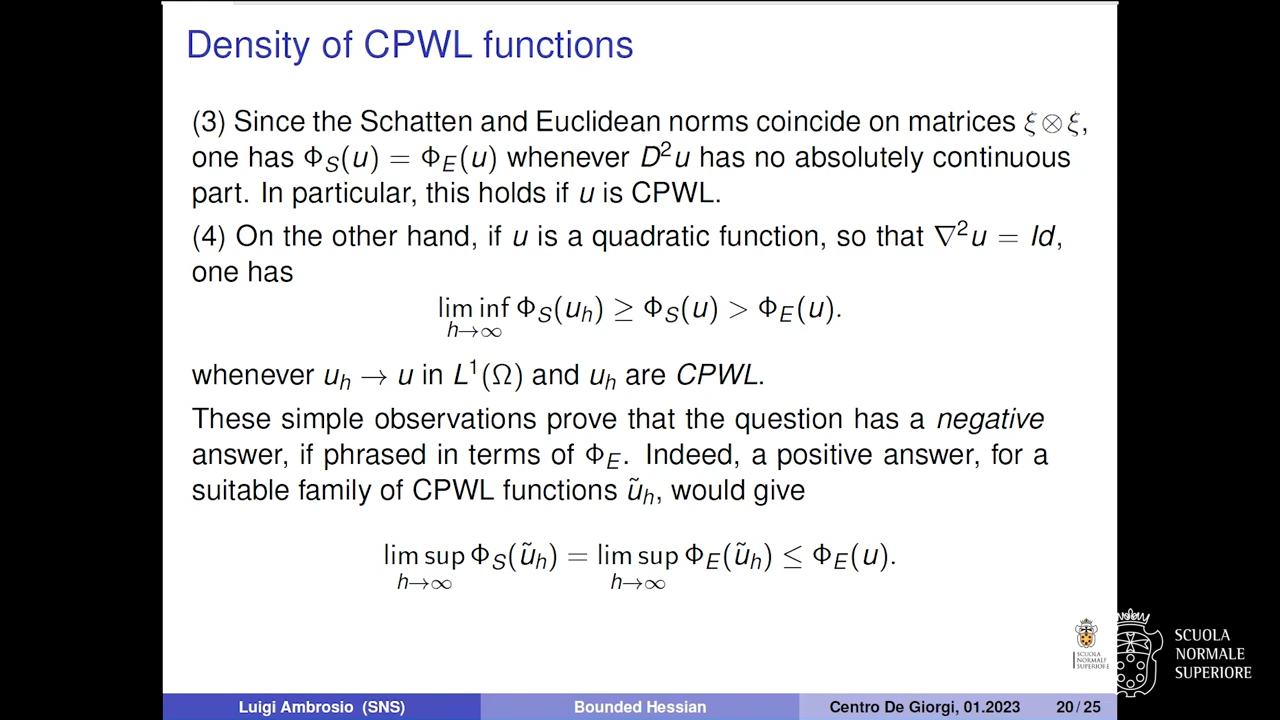 Density of CPWL functions
(3) Since the Schatten and Euclidean norms coincide on matrices ξ ⊗ ξ,
one has Φ_S(u) = Φ_E(u) whenever D²u has no absolutely continuous
part. In particular, this holds if u is CPWL.
(4) On the other hand, if u is a quadratic function, so that ∇²u = Id,
one has
lim inf_{h→∞} Φ_S(u_h) ≥ Φ_S(u) > Φ_E(u).
whenever u_h → u in L¹(Ω) and u_h are CPWL.
These simple observations prove that the question has a negative
answer, if phrased in terms of Φ_E. Indeed, a positive answer, for a
suitable family of CPWL functions ũ_h, would give
lim sup_{h→∞} Φ_S(ũ_h) = lim sup_{h→∞} Φ_E(ũ_h) ≤ Φ_E(u).
SCUOLA
NORMALE
SUPERIORE
SCUOLA
NORMALE
SUPERIORE
Luigi Ambrosio (SNS) Bounded Hessian Centro De Giorgi, 01.2023 20 / 25